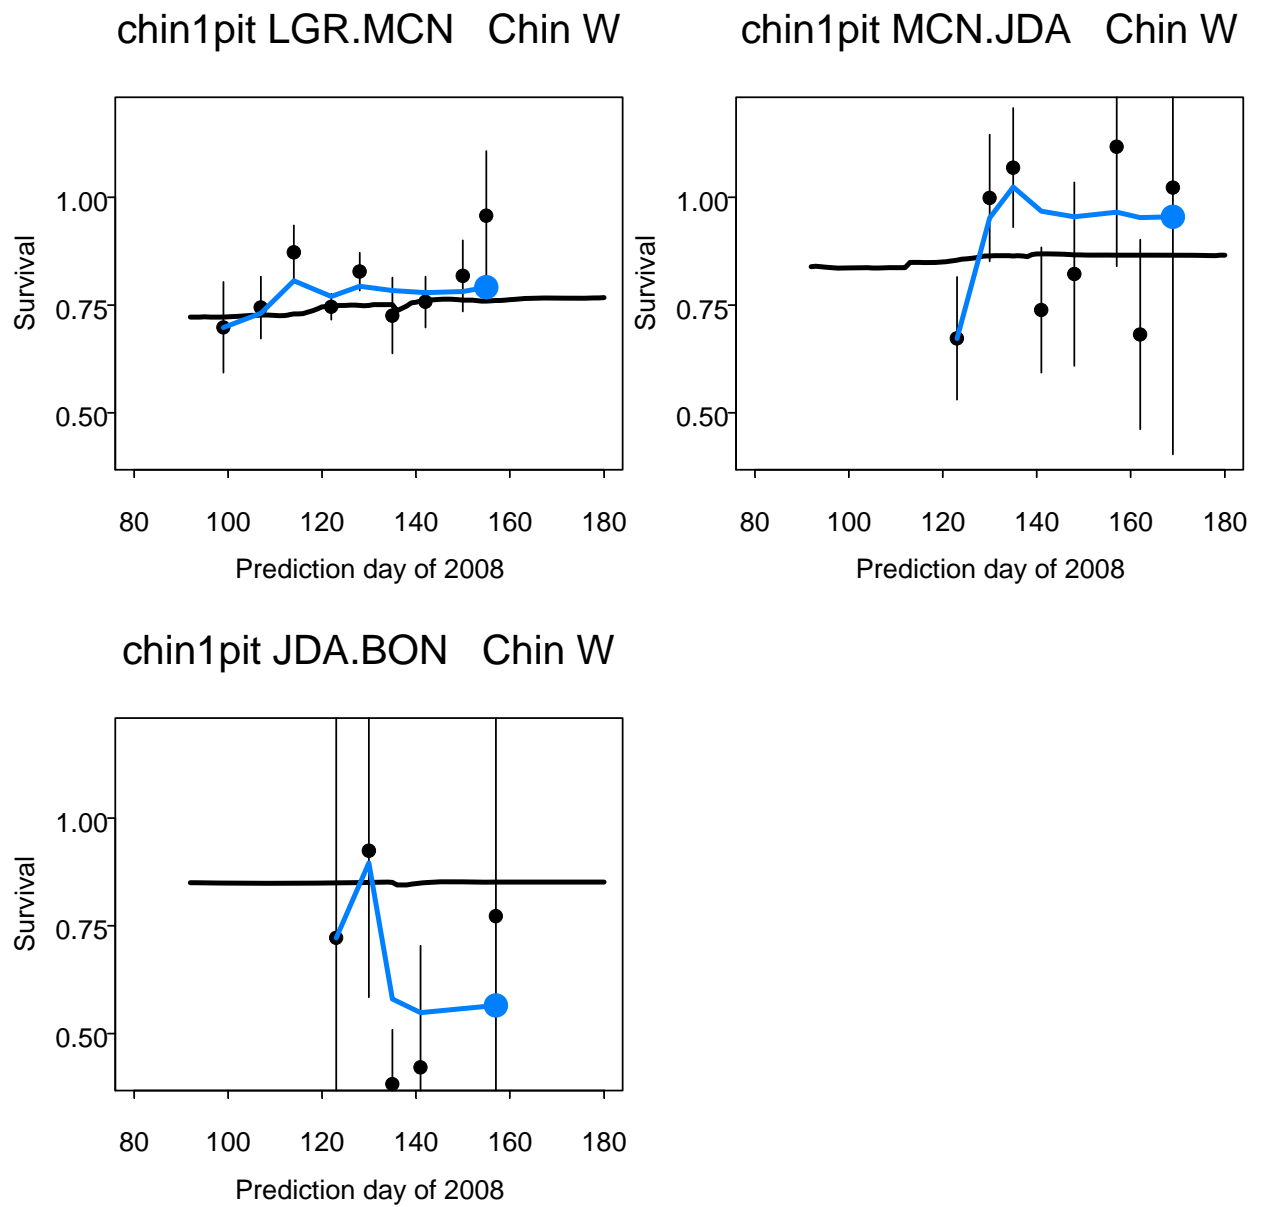 chin1pit LGR.MCN   Chin W
Survival
1.00
0.75
0.50
80 100 120 140 160 180
Prediction day of 2008
chin1pit MCN.JDA   Chin W
Survival
1.00
0.75
0.50
80 100 120 140 160 180
Prediction day of 2008
chin1pit JDA.BON   Chin W
Survival
1.00
0.75
0.50
80 100 120 140 160 180
Prediction day of 2008